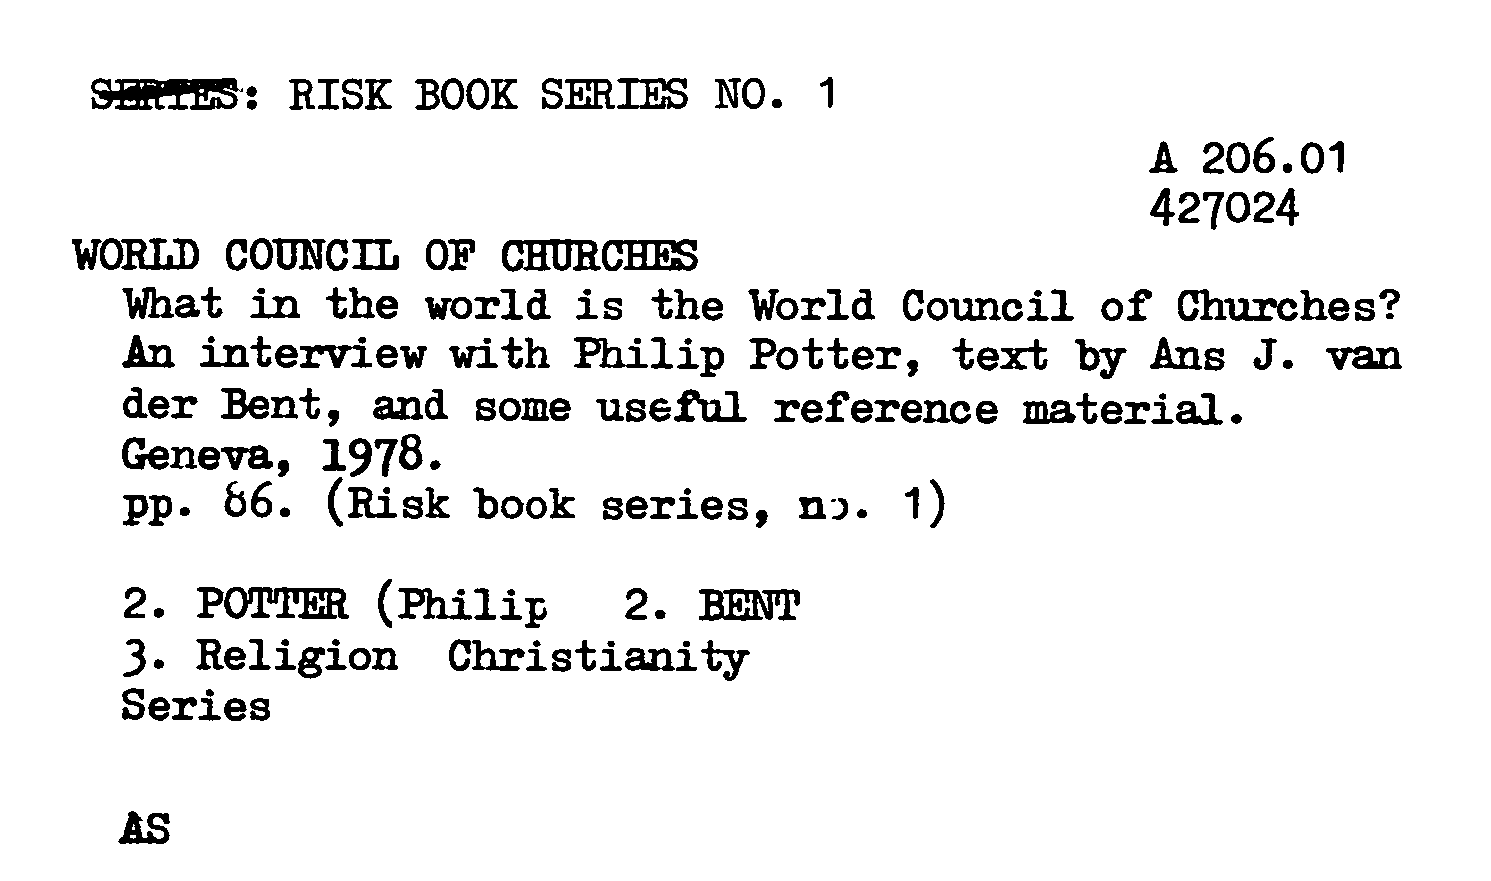 SERIES: RISK BOOK SERIES NO. 1
A 206.01
427024
WORLD COUNCIL OF CHURCHES
What in the world is the World Council of Churches?
An interview with Philip Potter, text by Ans J. van
der Bent, and some useful reference material.
Geneva, 1978.
pp. 86. (Risk book series, no. 1)
2. POTTER (Philip 2. BENT
3. Religion Christianity
Series
AS